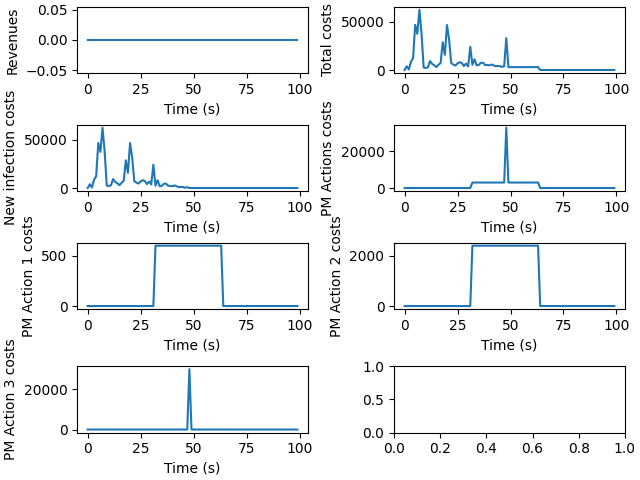 Revenues
0.05
0.00
−0.05
0 25 50 75 100
Time (s)
Total costs
50000
0
0 25 50 75 100
Time (s)
New infection costs
50000
0
0 25 50 75 100
Time (s)
PM Actions costs
20000
0
0 25 50 75 100
Time (s)
PM Action 1 costs
500
0
0 25 50 75 100
Time (s)
PM Action 2 costs
2000
0
0 25 50 75 100
Time (s)
PM Action 3 costs
20000
0
0 25 50 75 100
Time (s)
1.0
0.5
0.0
0.0 0.2 0.4 0.6 0.8 1.0